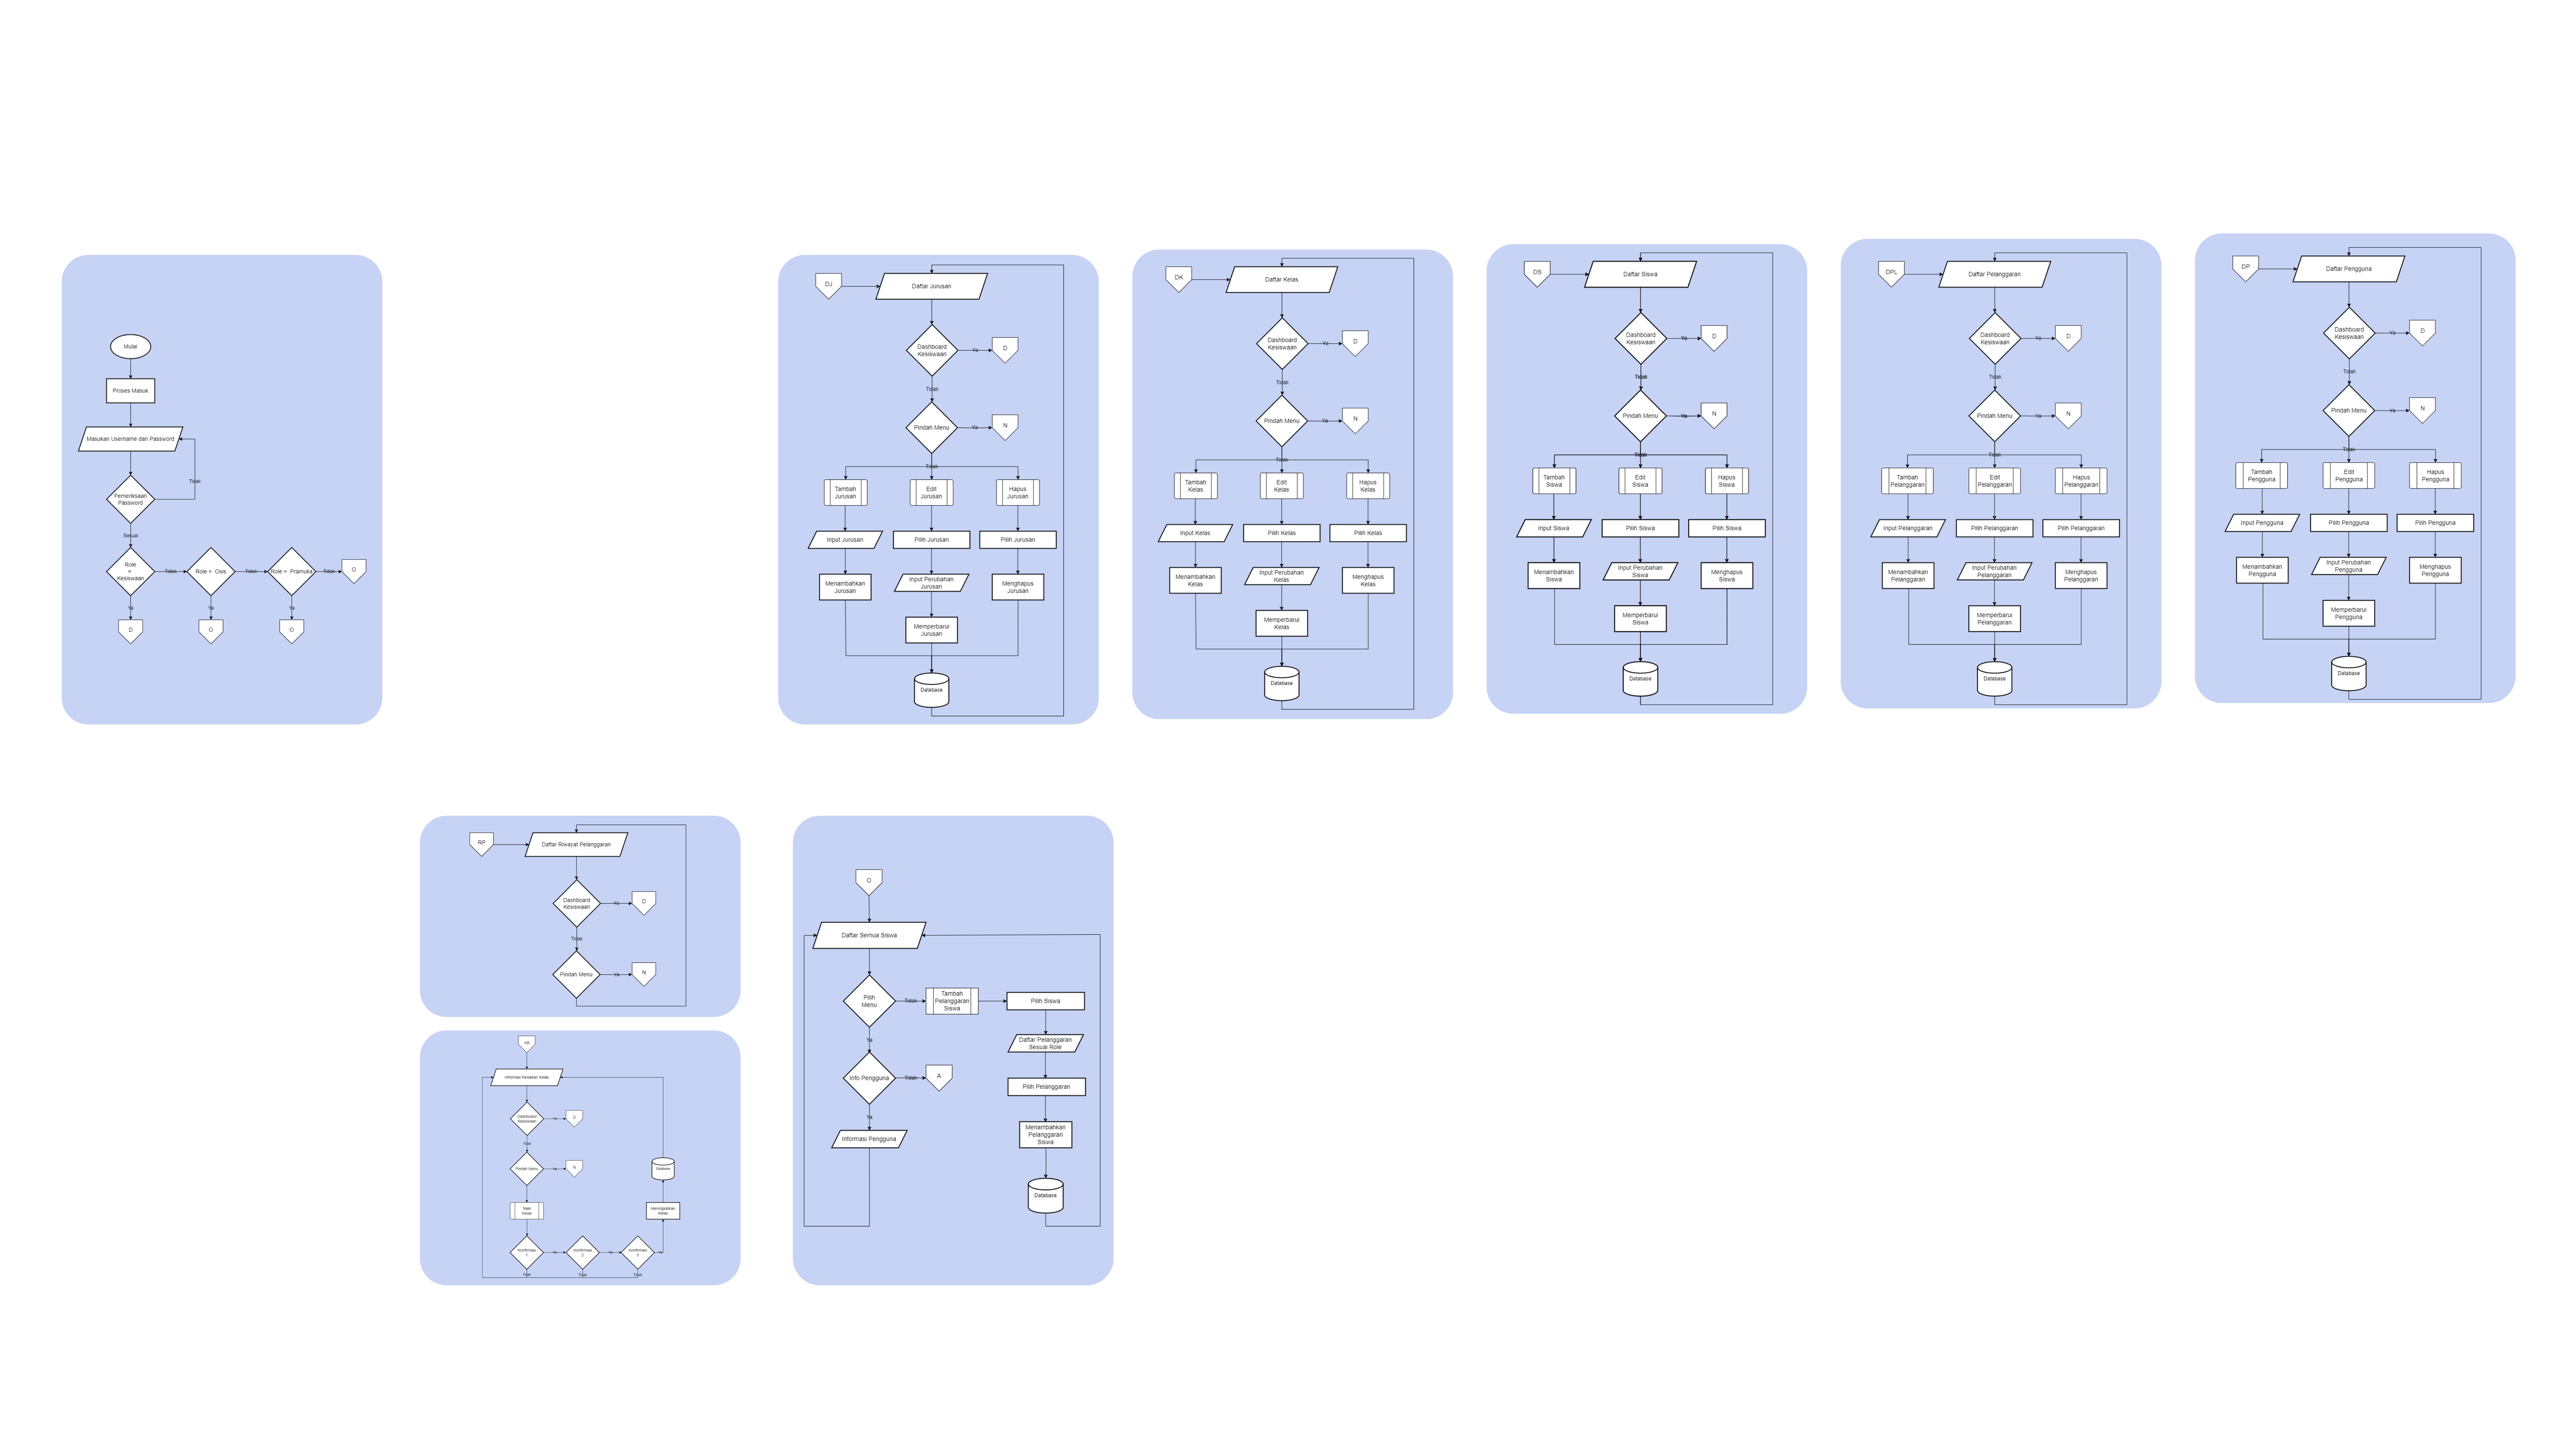 Mulai
Proses Masuk
Masukan Username dan Password
Tidak
Pemeriksaan
Password
Sesuai
Role
=
Kesiswaan
Tidak
Role = Osis
Tidak
Role = Pramuka
Tidak
O
Ya
Ya
Ya
D
O
O
DJ
Daftar Jurusan
Dashboard
Kesiswaan
Ya
D
Tidak
Pindah Menu
Ya
N
Tidak
Tambah
Jurusan
Edit
Jurusan
Hapus
Jurusan
Input Jurusan
Pilih Jurusan
Pilih Jurusan
Menambahkan
Jurusan
Input Perubahan
Jurusan
Menghapus
Jurusan
Memperbarui
Jurusan
Database
DK
Daftar Kelas
Dashboard
Kesiswaan
Ya
D
Tidak
Pindah Menu
Ya
N
Tidak
Tambah
Kelas
Edit
Kelas
Hapus
Kelas
Input Kelas
Pilih Kelas
Pilih Kelas
Menambahkan
Kelas
Input Perubahan
Kelas
Menghapus
Kelas
Memperbarui
Kelas
Database
DS
Daftar Siswa
Dashboard
Kesiswaan
Ya
D
Tidak
Pindah Menu
Ya
N
Tidak
Tambah
Siswa
Edit
Siswa
Hapus
Siswa
Input Siswa
Pilih Siswa
Pilih Siswa
Menambahkan
Siswa
Input Perubahan
Siswa
Menghapus
Siswa
Memperbarui
Siswa
Database
DPL
Daftar Pelanggaran
Dashboard
Kesiswaan
Ya
D
Tidak
Pindah Menu
Ya
N
Tidak
Tambah
Pelanggaran
Edit
Pelanggaran
Hapus
Pelanggaran
Input Pelanggaran
Pilih Pelanggaran
Pilih Pelanggaran
Menambahkan
Pelanggaran
Input Perubahan
Pelanggaran
Menghapus
Pelanggaran
Memperbarui
Pelanggaran
Database
DP
Daftar Pengguna
Dashboard
Kesiswaan
Ya
D
Tidak
Pindah Menu
Ya
N
Tidak
Tambah
Pengguna
Edit
Pengguna
Hapus
Pengguna
Input Pengguna
Pilih Pengguna
Pilih Pengguna
Menambahkan
Pengguna
Input Perubahan
Pengguna
Menghapus
Pengguna
Memperbarui
Pengguna
Database
RP
Daftar Riwayat Pelanggaran
Dashboard
Kesiswaan
Ya
D
Tidak
Pindah Menu
Ya
N
KK
Informasi Kenaikan Kelas
Dashboard
Kesiswaan
Ya
D
Tidak
Pindah Menu
Ya
N
Database
Naik
Kelas
Meningkatkan
Kelas
Konfirmasi
1
Ya
Konfirmasi
2
Ya
Konfirmasi
3
Ya
Tidak
Tidak
Tidak
O
Daftar Semua Siswa
Pilih
Menu
Tidak
Tambah
Pelanggaran
Siswa
Pilih Siswa
Ya
Daftar Pelanggaran
Sesuai Role
Info Pengguna
Tidak
A
Pilih Pelanggaran
Ya
Informasi Pengguna
Menambahkan
Pelanggaran
Siswa
Database